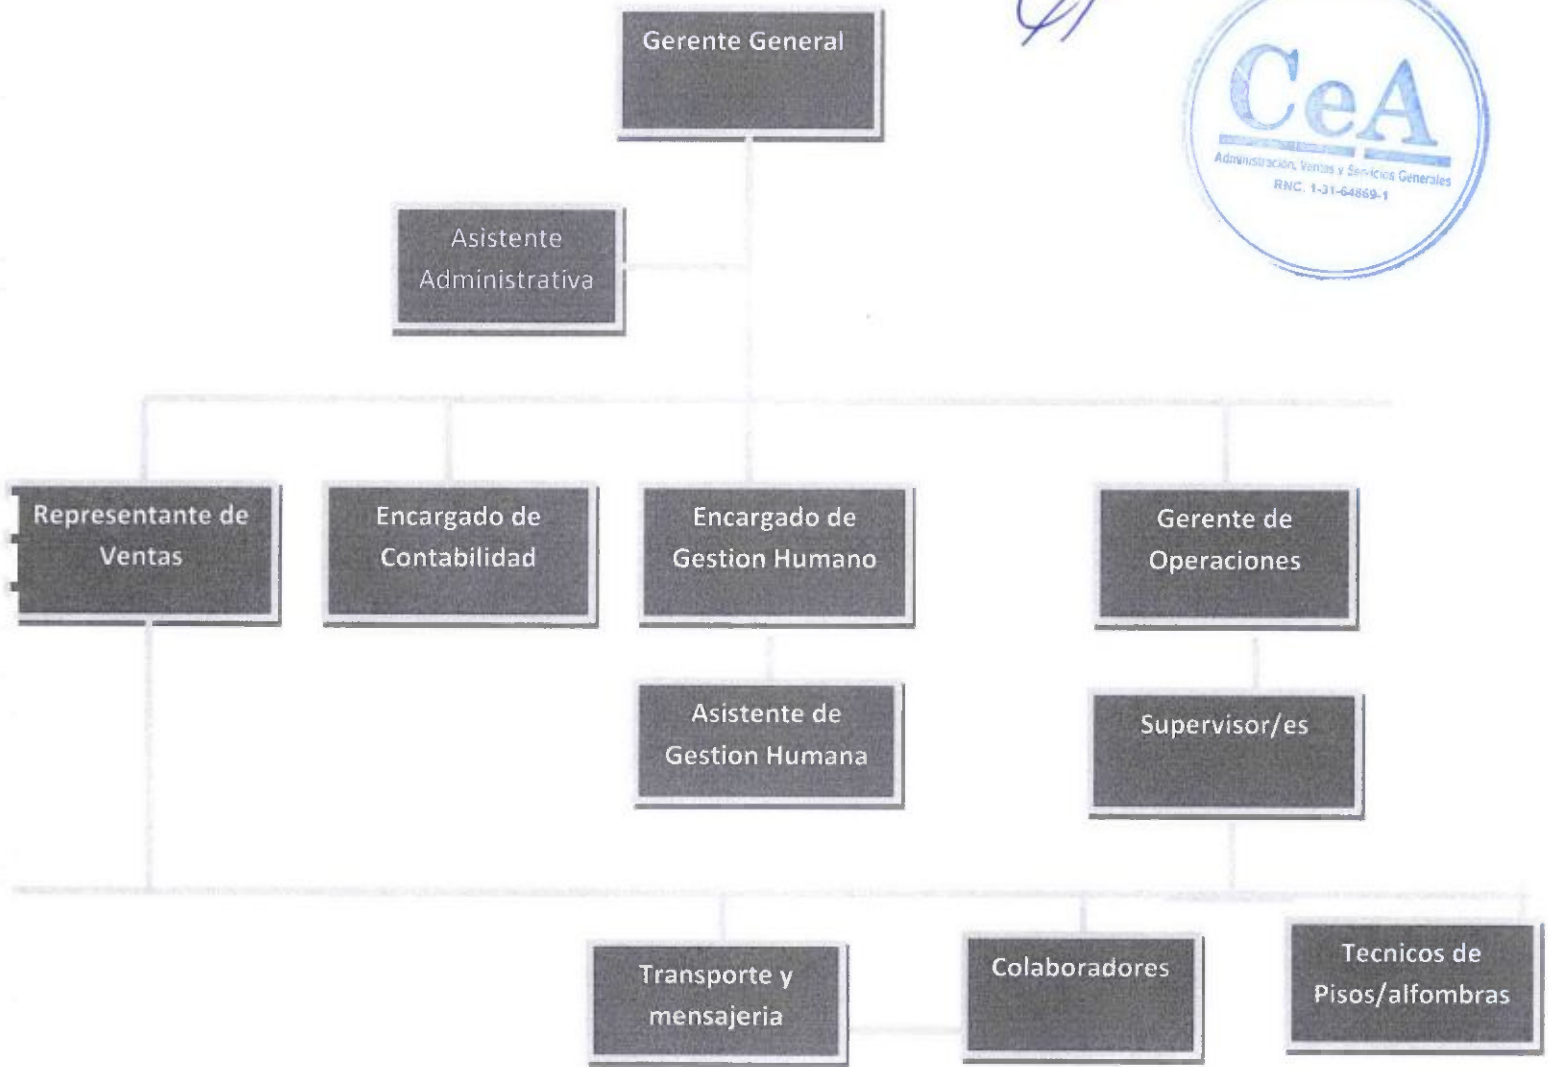 Gerente General
CeA
Administración, Ventas y Servicios Generales
RNC. 1-31-64869-1
Asistente
Administrativa
Representante de
Ventas
Encargado de
Contabilidad
Encargado de
Gestion Humano
Gerente de
Operaciones
Asistente de
Gestion Humana
Supervisor/es
Transporte y
mensajeria
Colaboradores
Tecnicos de
Pisos/alfombras